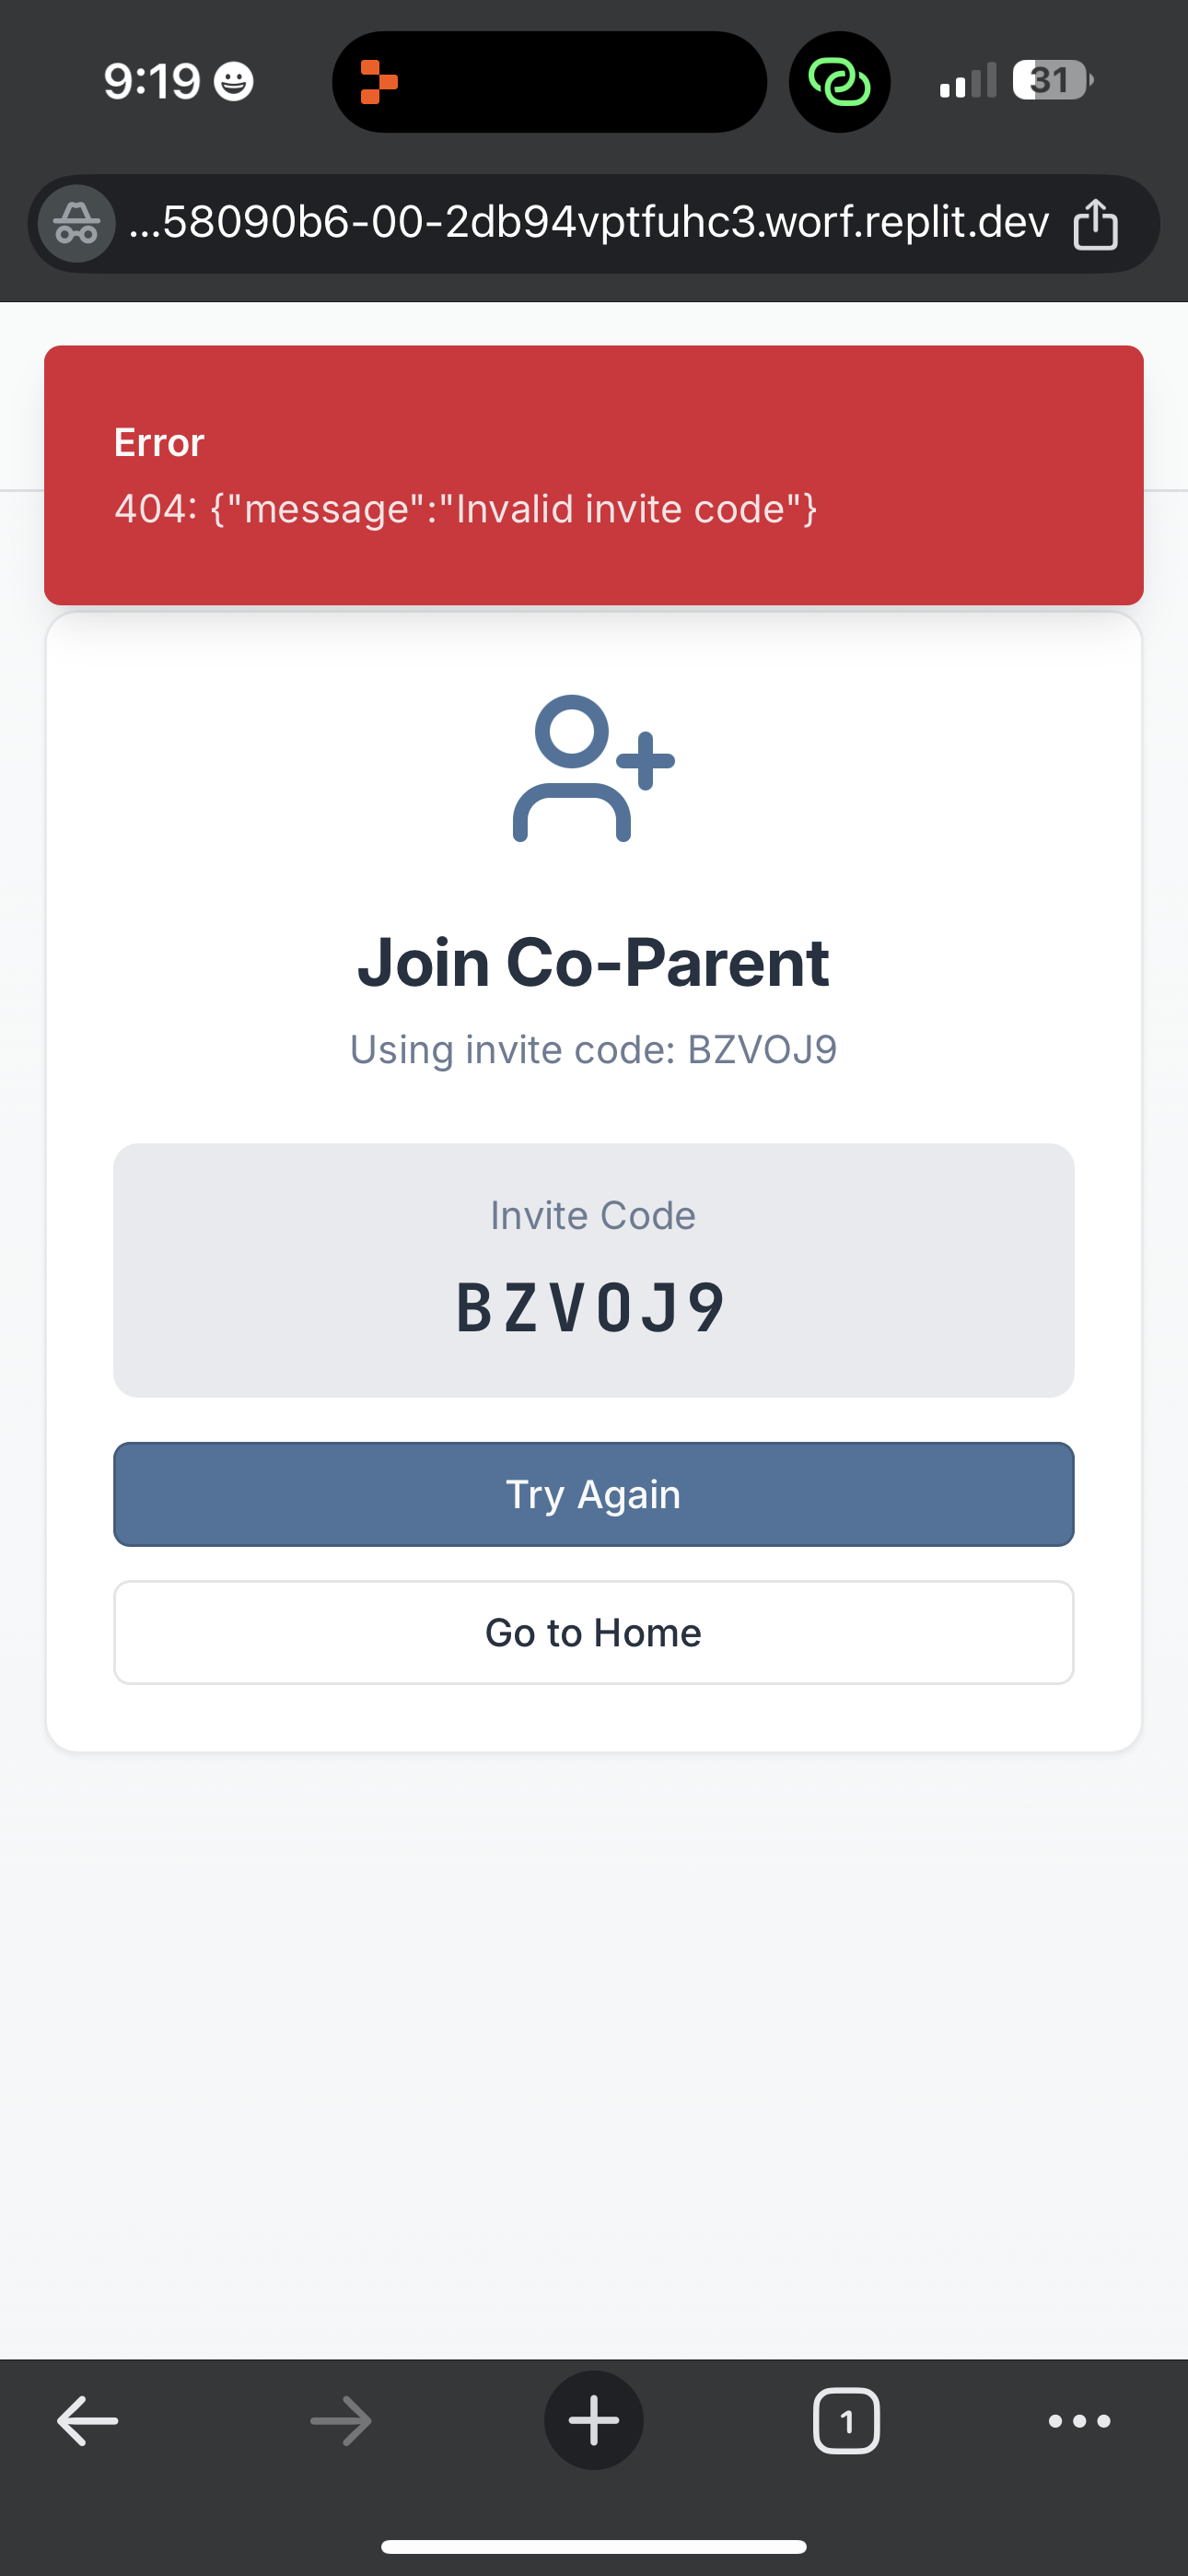 9:19
31
...58090b6-00-2db94vptfuhc3.worf.replit.dev
Error
404: {"message":"Invalid invite code"}
Join Co-Parent
Using invite code: BZVOJ9
Invite Code
BZVOJ9
Try Again
Go to Home
1